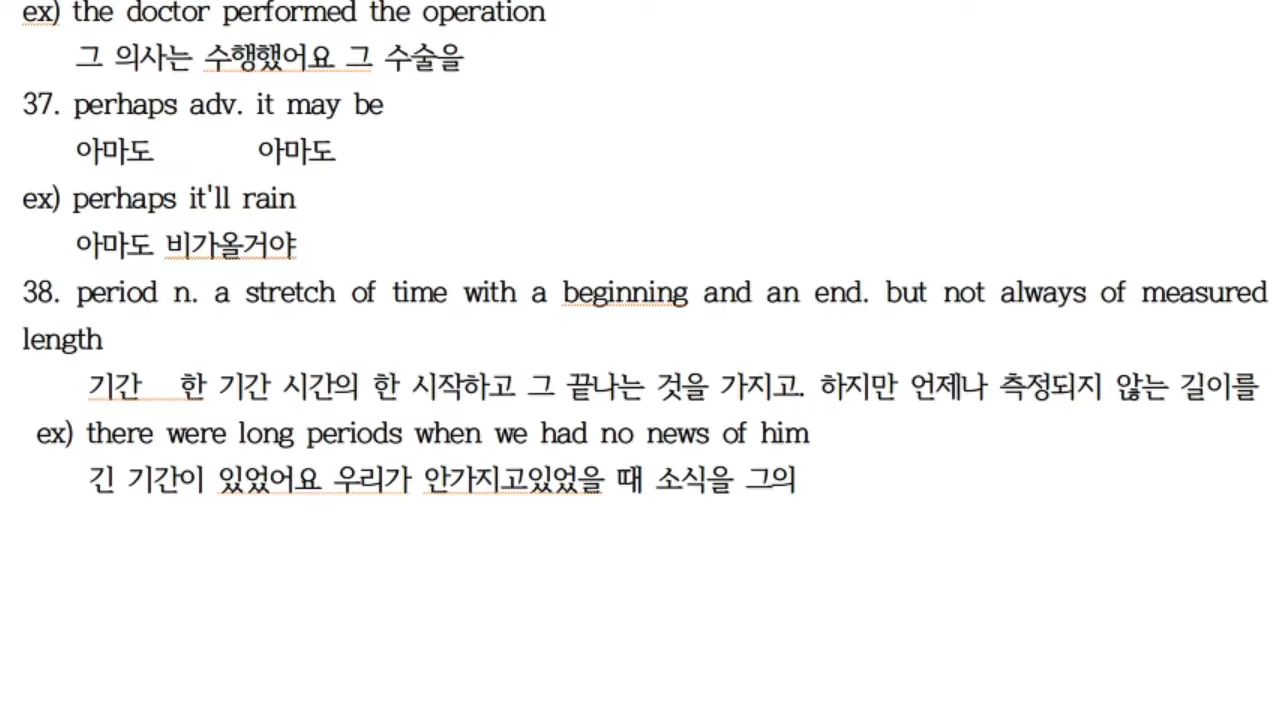 ex) the doctor performed the operation
그 의사는 수행했어요 그 수술을
37. perhaps adv. it may be
아마도 아마도
ex) perhaps it'll rain
아마도 비가올거야
38. period n. a stretch of time with a beginning and an end. but not always of measured
length
기간 한 기간 시간의 한 시작하고 그 끝나는 것을 가지고. 하지만 언제나 측정되지 않는 길이를
ex) there were long periods when we had no news of him
긴 기간이 있었어요 우리가 안가지고있었을 때 소식을 그의